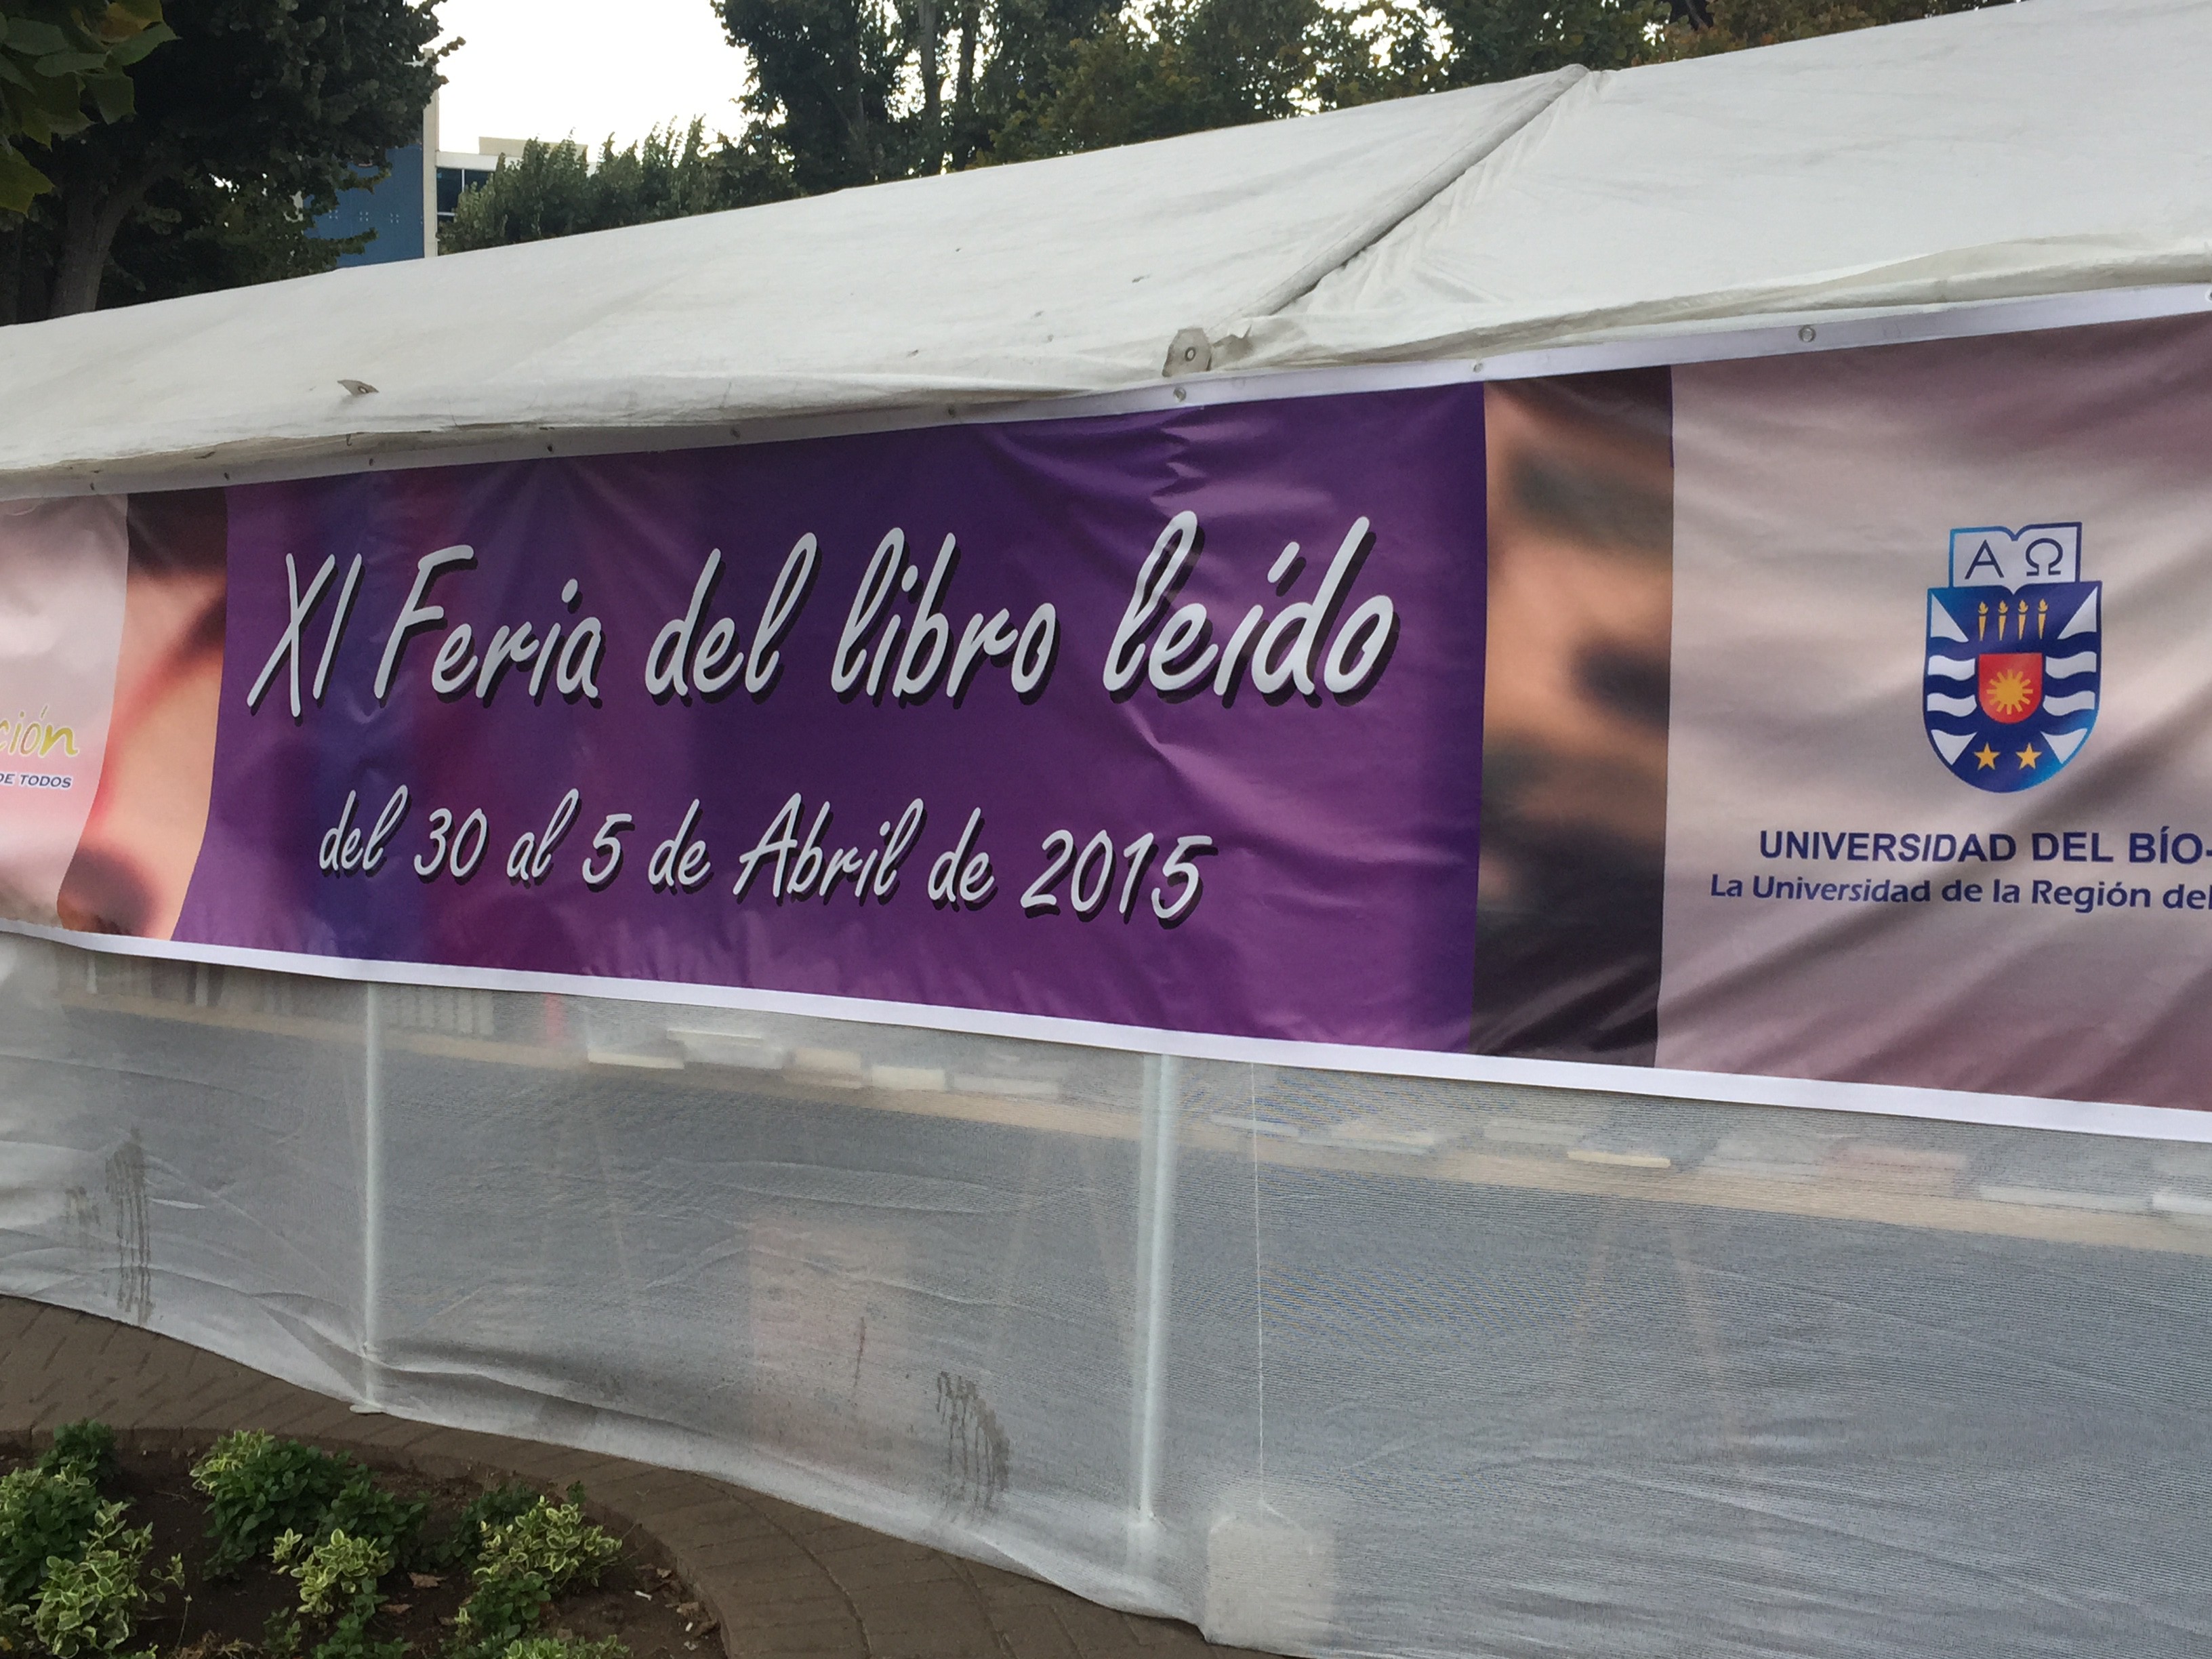 XI Feria del libro leído
del 30 al 5 de Abril de 2015
ción
DE TODOS
Α Ω
UNIVERSIDAD DEL BÍO-
La Universidad de la Región del